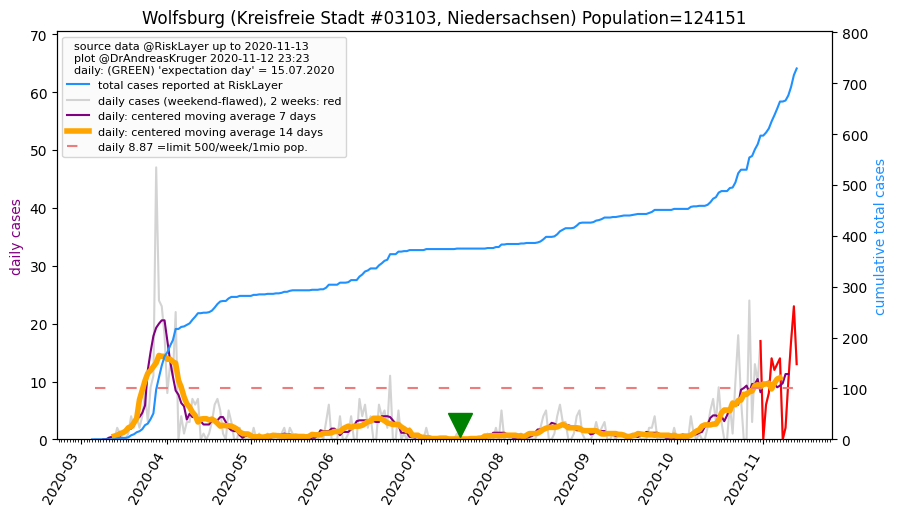 Wolfsburg (Kreisfreie Stadt #03103, Niedersachsen) Population=124151
source data @RiskLayer up to 2020-11-13
plot @DrAndreasKruger 2020-11-12 23:23
daily: (GREEN) 'expectation day' = 15.07.2020
total cases reported at RiskLayer
daily cases (weekend-flawed), 2 weeks: red
daily: centered moving average 7 days
daily: centered moving average 14 days
daily 8.87 =limit 500/week/1mio pop.
daily cases
70
60
50
40
30
20
10
0
cumulative total cases
800
700
600
500
400
300
200
100
0
2020-03
2020-04
2020-05
2020-06
2020-07
2020-08
2020-09
2020-10
2020-11